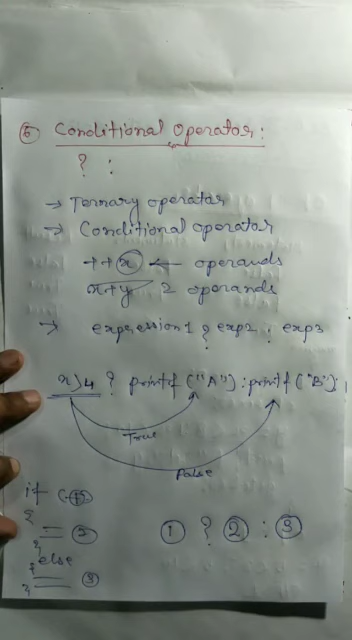 ⑥ Conditional operator:
? :
→ Ternary operator
→ Conditional operator
++x ← operands
x+y 2 operands
→ expression1 ? exp2 : exp3
x>4 ? printf("A") : printf("B");
True
False
if (①)
{
= ②
}
else
{
= ③
}
① ? ② : ③